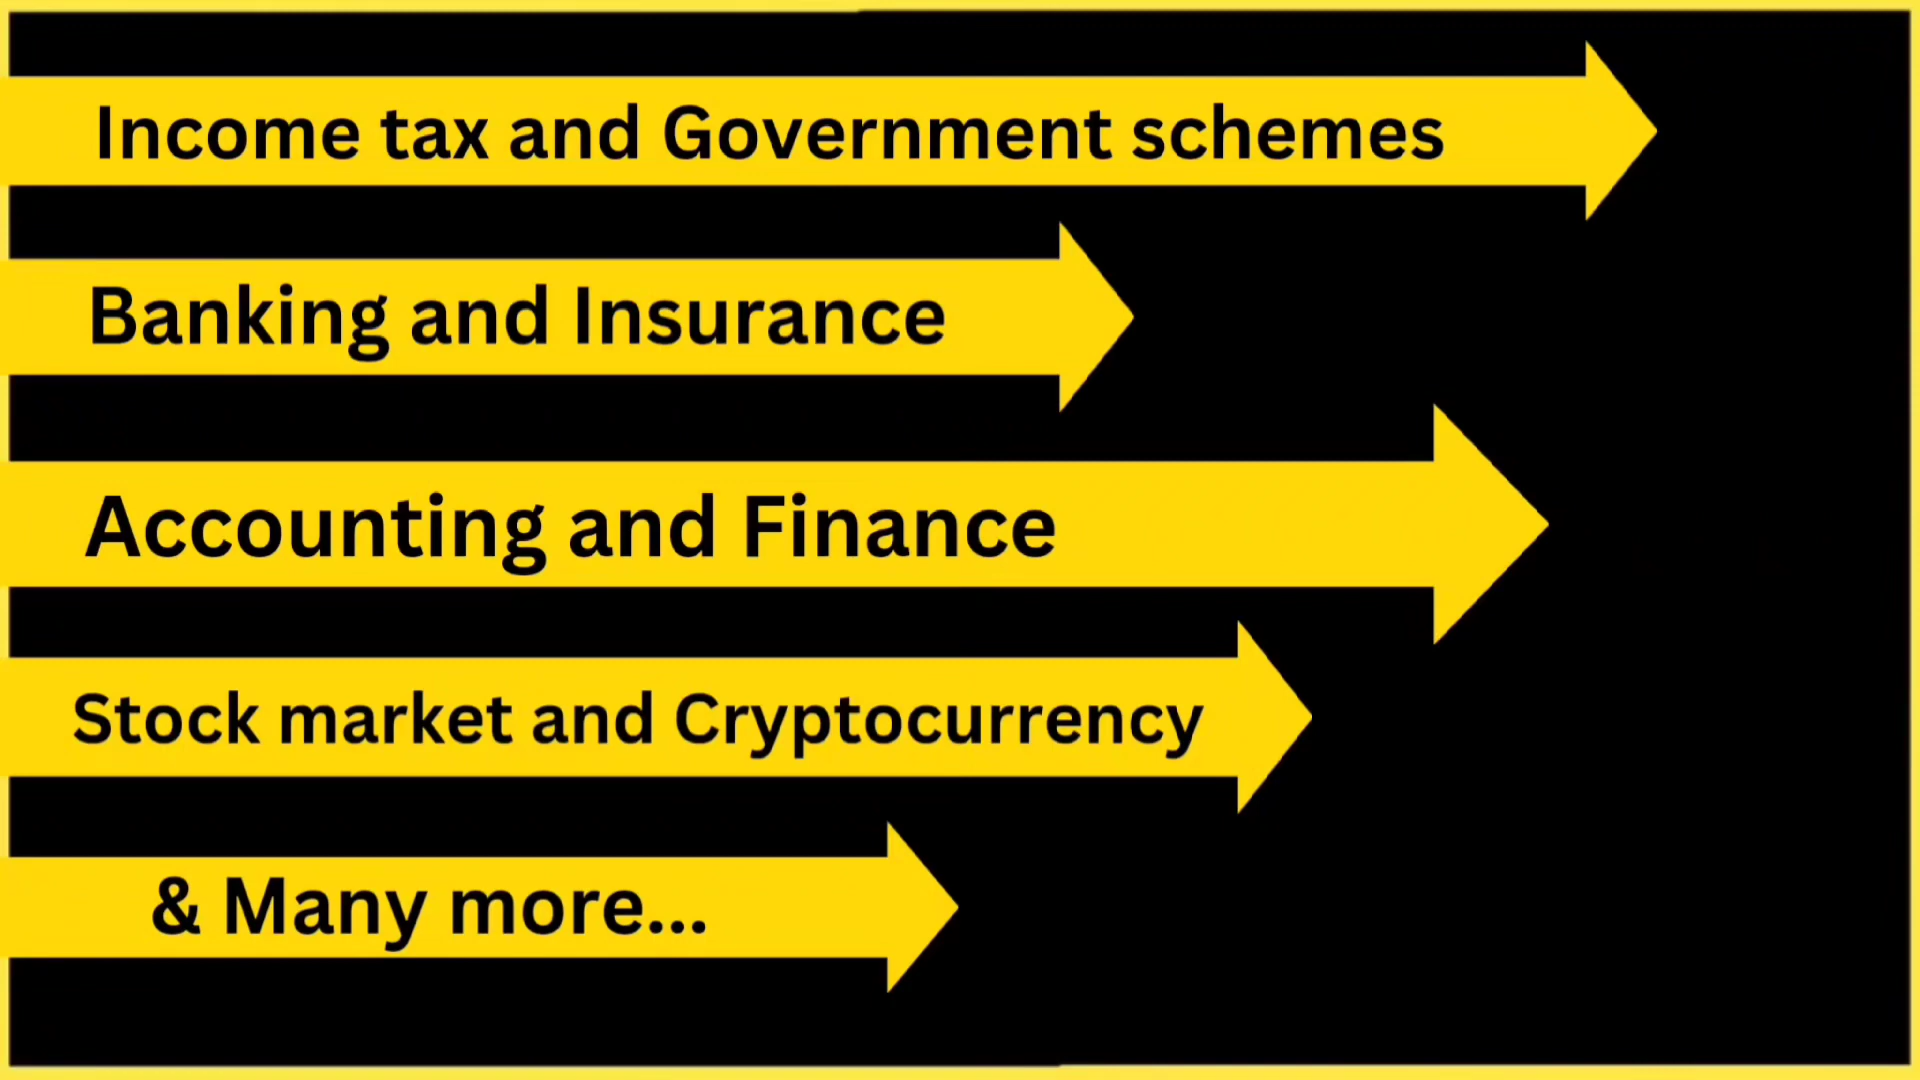 Income tax and Government schemes
Banking and Insurance
Accounting and Finance
Stock market and Cryptocurrency
& Many more...